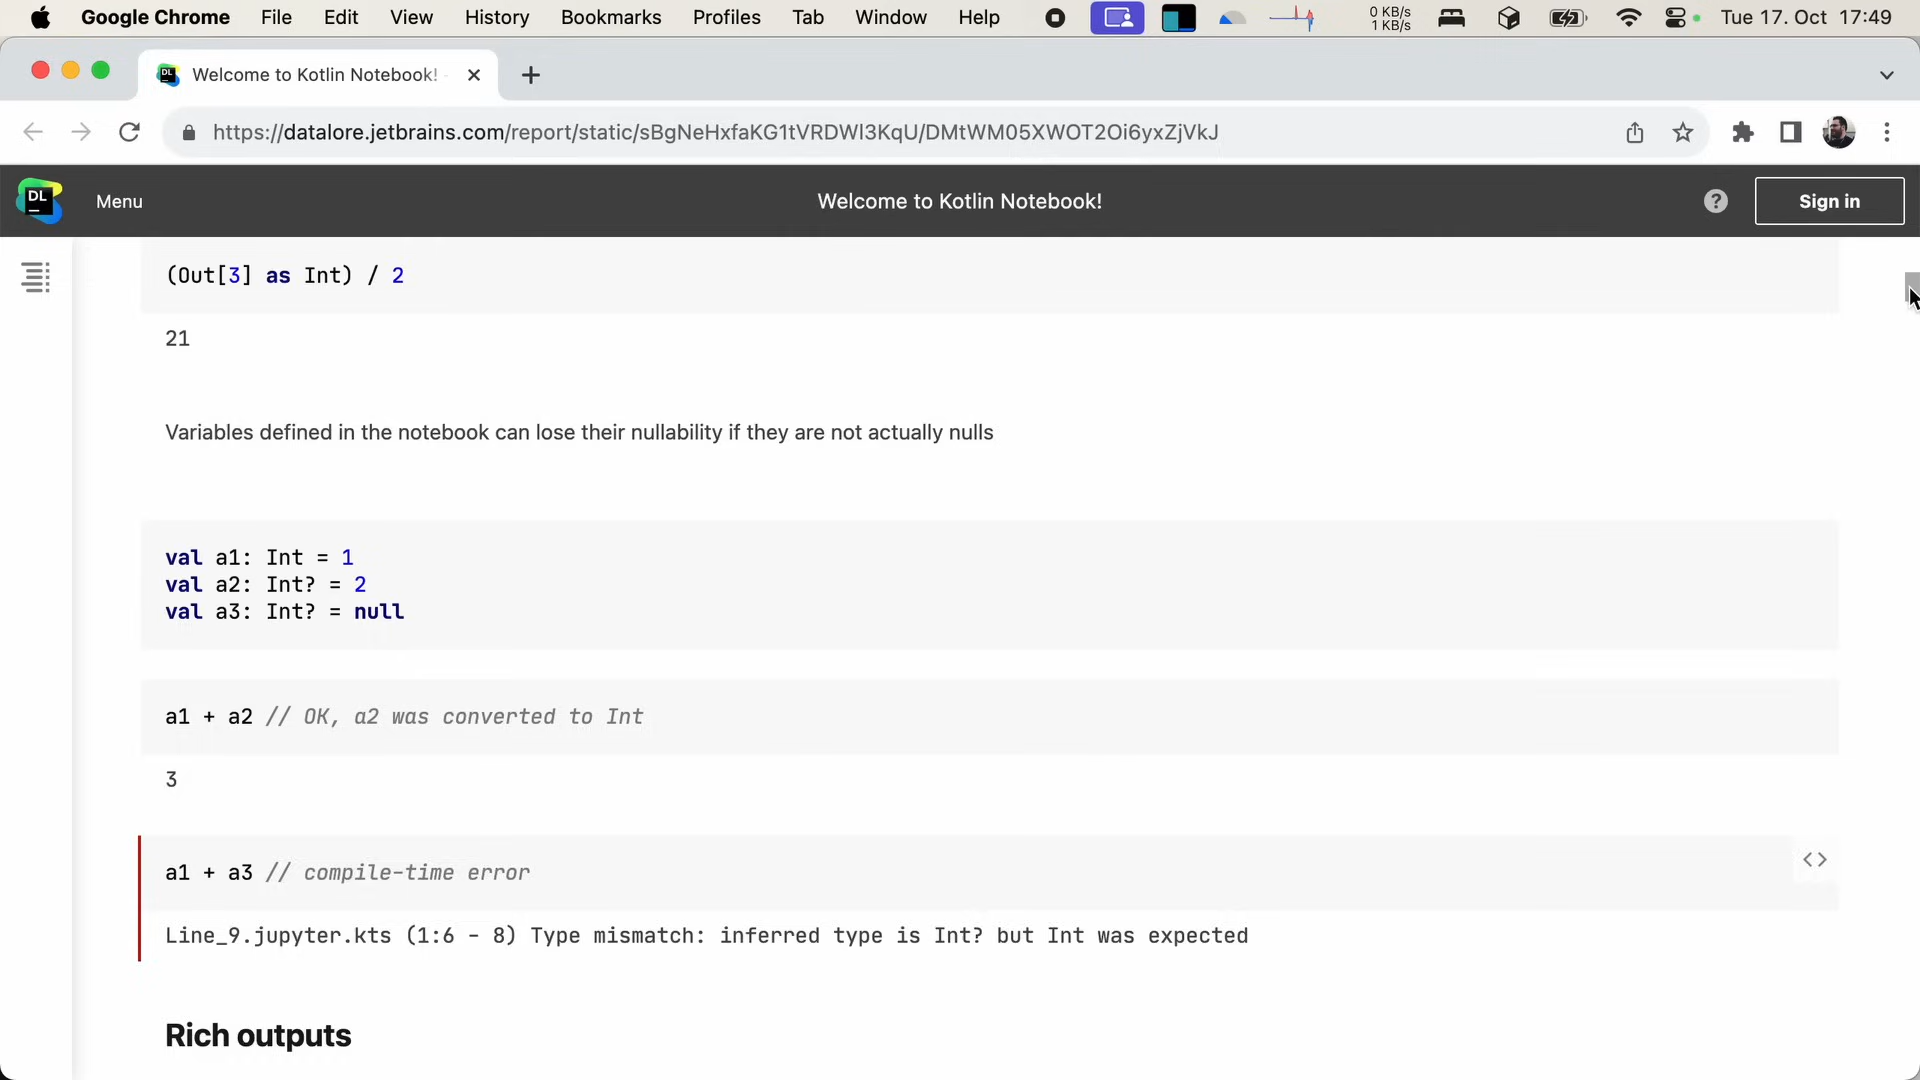 Google Chrome File Edit View History Bookmarks Profiles Tab Window Help 0 KB/s 1 KB/s Tue 17. Oct 17:49
DL Welcome to Kotlin Notebook!
https://datalore.jetbrains.com/report/static/sBgNeHxfaKG1tVRDWl3KqU/DMtWM05XWOT2Oi6yxZjVkJ
DL Menu Welcome to Kotlin Notebook! ? Sign in
(Out[3] as Int) / 2
21
Variables defined in the notebook can lose their nullability if they are not actually nulls
val a1: Int = 1
val a2: Int? = 2
val a3: Int? = null
a1 + a2 // OK, a2 was converted to Int
3
a1 + a3 // compile-time error
<>
Line_9.jupyter.kts (1:6 - 8) Type mismatch: inferred type is Int? but Int was expected
Rich outputs